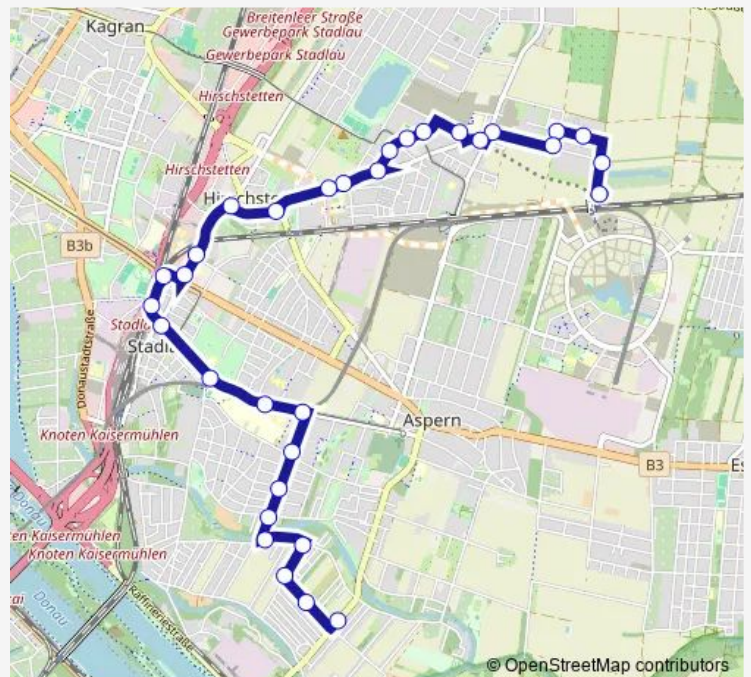 Breitenleer Straße
Gewerbepark Stadlau
Kagran
Gewerbepark Stadlau
Hirschstetten
Hirschstetten
B3b
Donaustadtstraße
Aspern
Knoten Kaisermühlen
B3
Knoten Kaisermühlen
Donau
Raffineriestraße
© OpenStreetMap contributors